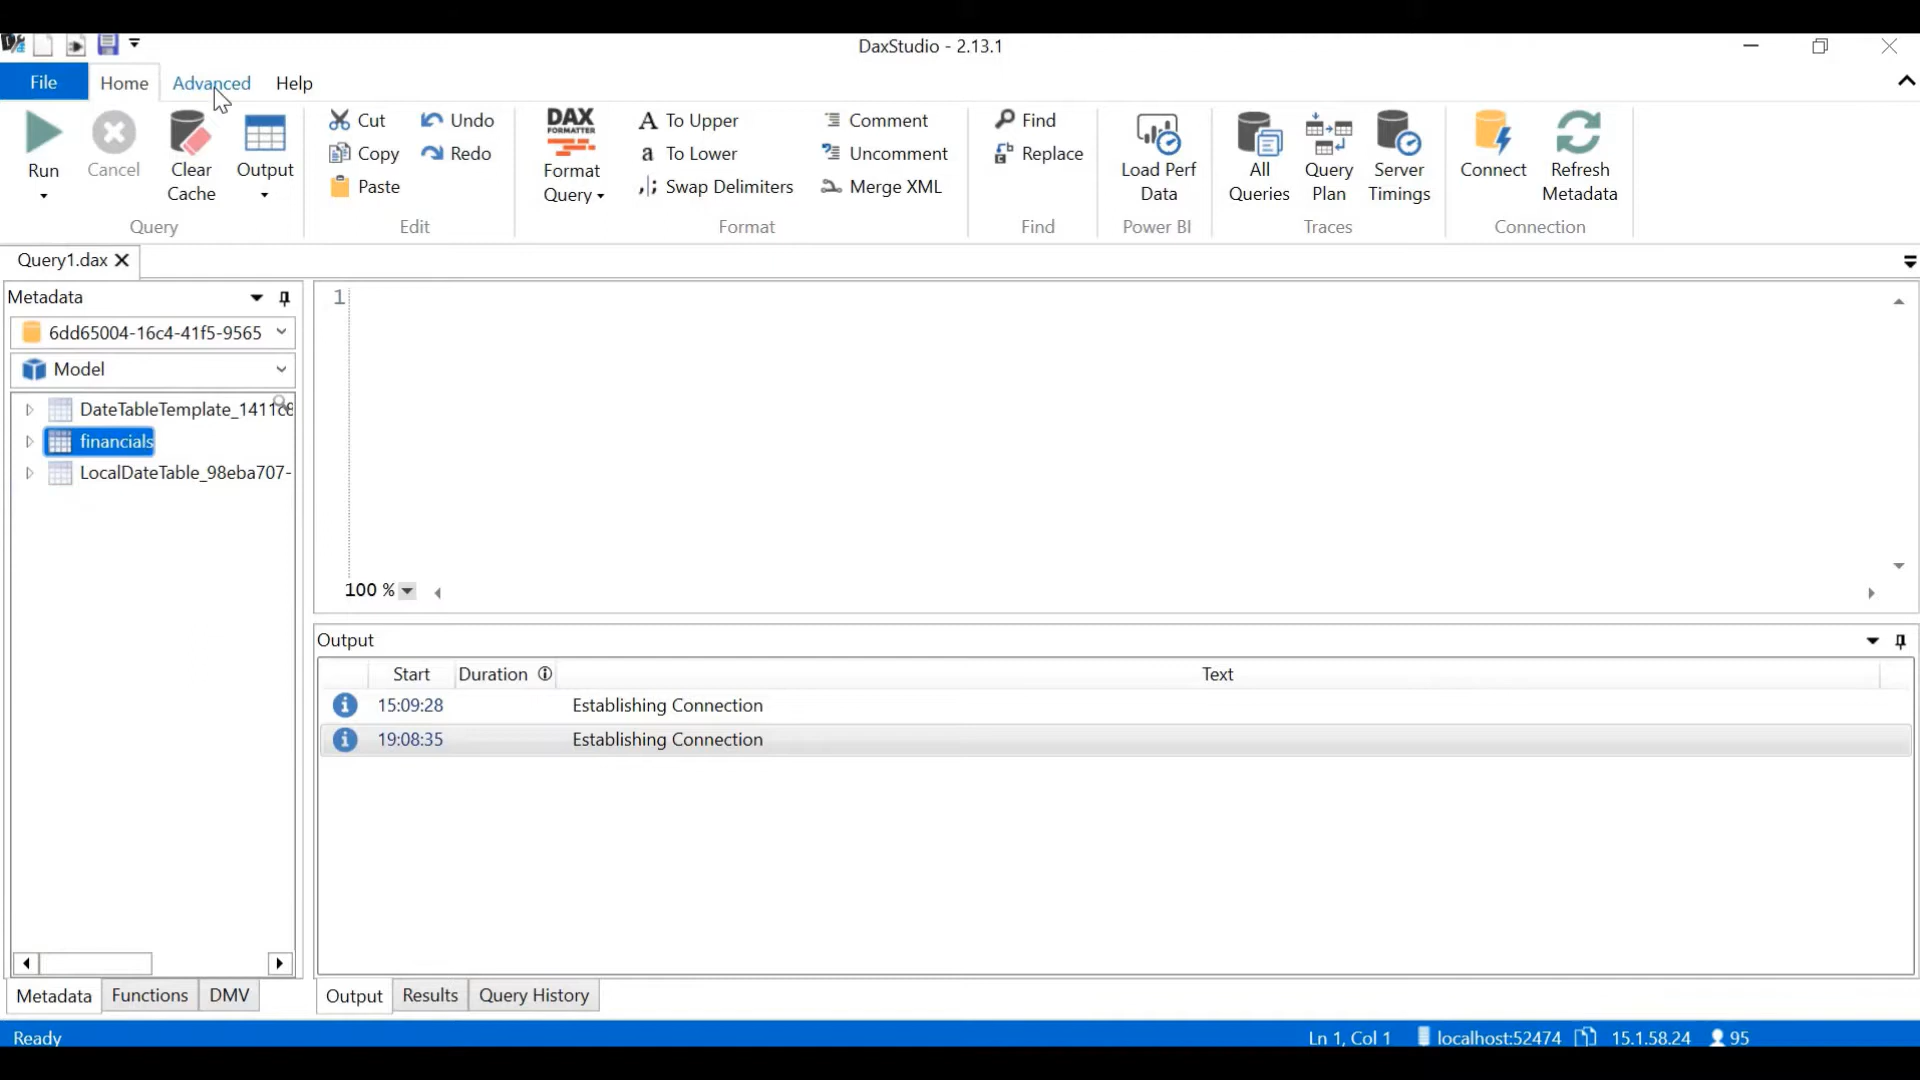 DaxStudio - 2.13.1
File Home Advanced Help
Run
Cancel
Clear
Cache
Output
Query
Cut
Copy
Paste
Undo
Redo
Edit
DAX
FORMATTER
Format
Query
To Upper
To Lower
Swap Delimiters
Comment
Uncomment
Merge XML
Format
Find
Replace
Find
Load Perf
Data
Power BI
All
Queries
Query
Plan
Server
Timings
Traces
Connect
Refresh
Metadata
Connection
Query1.dax
Metadata
6dd65004-16c4-41f5-9565
Model
DateTableTemplate_1411c
financials
LocalDateTable_98eba707-
Metadata Functions DMV
1
100 %
Output
Start Duration Text
15:09:28 Establishing Connection
19:08:35 Establishing Connection
Output Results Query History
Ready Ln 1, Col 1 localhost:52474 15.1.58.24 95